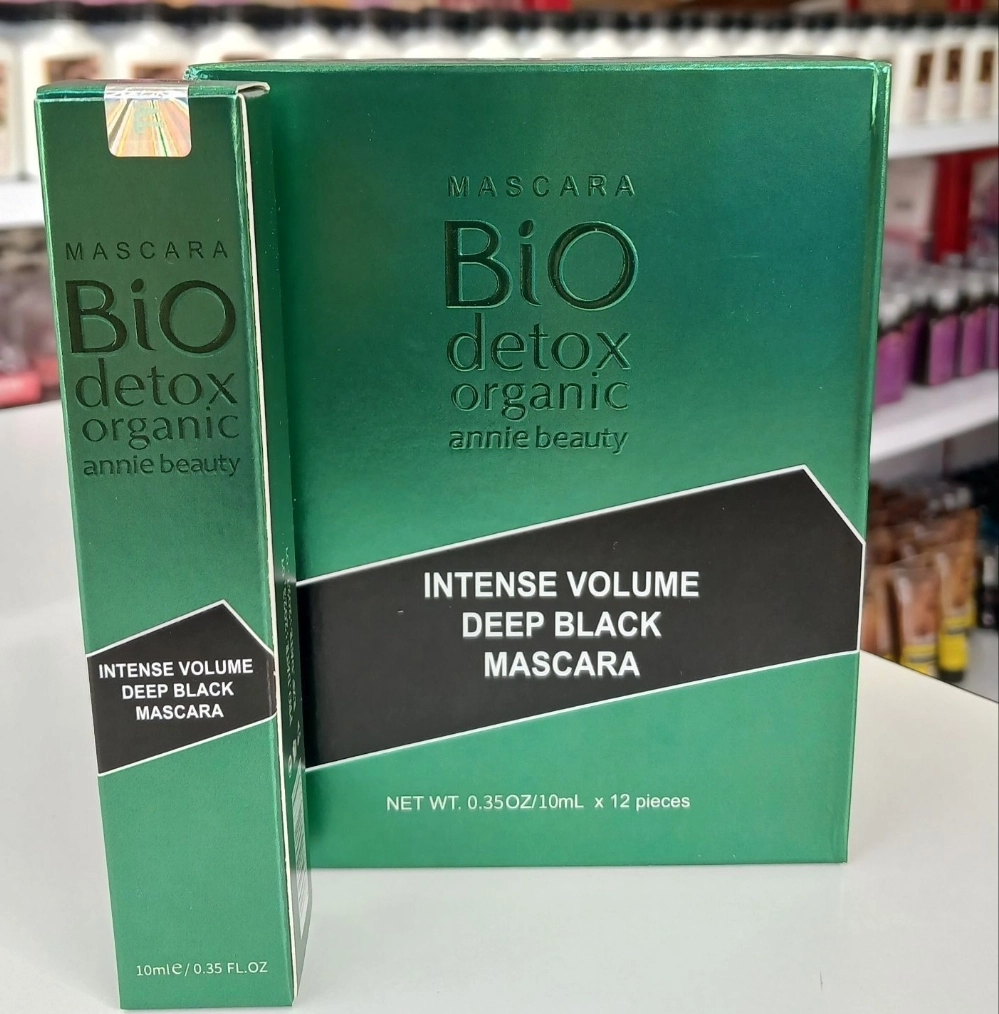 MASCARA
BiO
detox
organic
annie beauty
INTENSE VOLUME
DEEP BLACK
MASCARA
10mle/0.35 FL.OZ
MASCARA
BiO
detox
organic
annie beauty
INTENSE VOLUME
DEEP BLACK
MASCARA
NET WT. 0.35OZ/10mL x 12 pieces